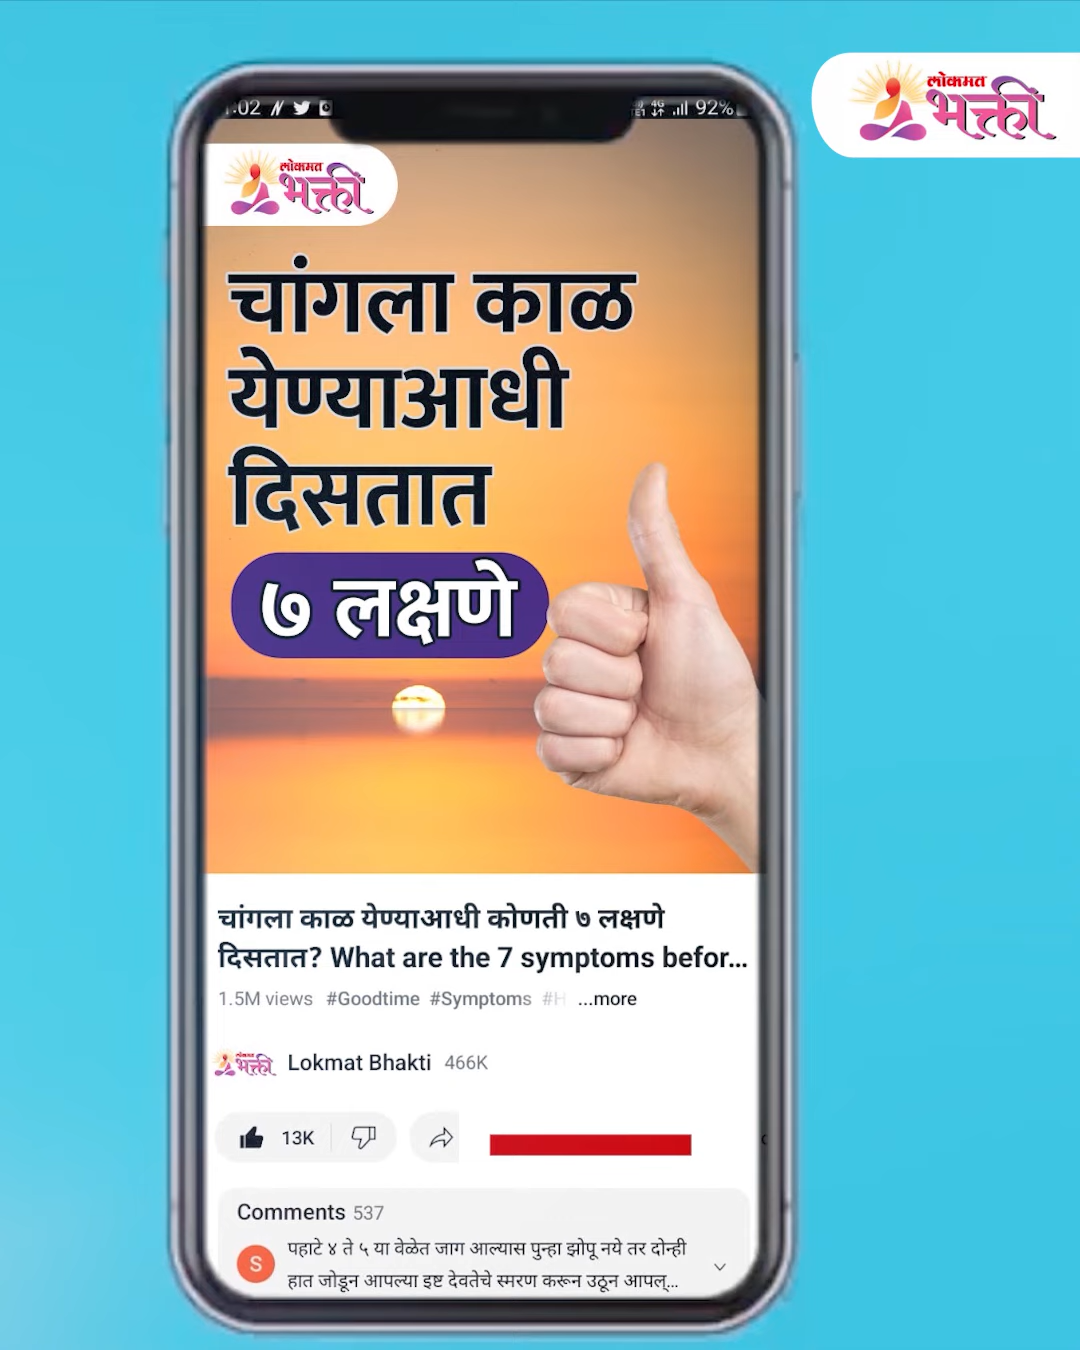 लोकमत
भक्ती
02 92%
लोकमत
भक्ती
चांगला काळ
येण्याआधी
दिसतात
७ लक्षणे
चांगला काळ येण्याआधी कोणती ७ लक्षणे
दिसतात? What are the 7 symptoms befor...
1.5M views #Goodtime #Symptoms #H ...more
लोकमत
भक्ती
Lokmat Bhakti 466K
13K
Comments 537
S
पहाटे ४ ते ५ या वेळेत जाग आल्यास पुन्हा झोपू नये तर दोन्ही
हात जोडून आपल्या इष्ट देवतेचे स्मरण करून उठून आपल्...